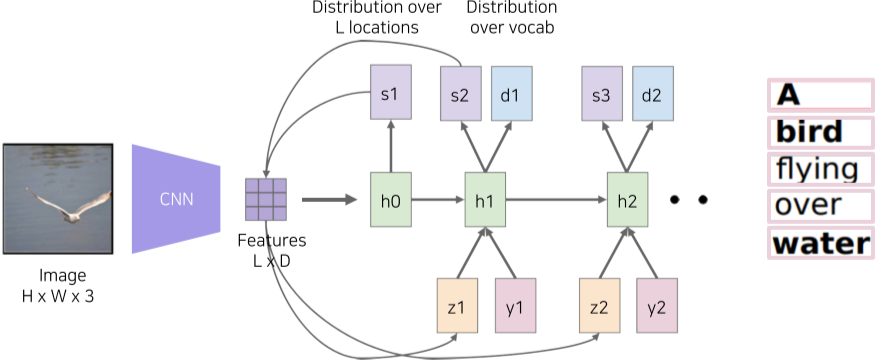 Distribution over
L locations
Distribution
over vocab
s1
s2
d1
s3
d2
A
bird
flying
over
water
CNN
h0
h1
h2
Features
L x D
Image
H x W x 3
z1
y1
z2
y2